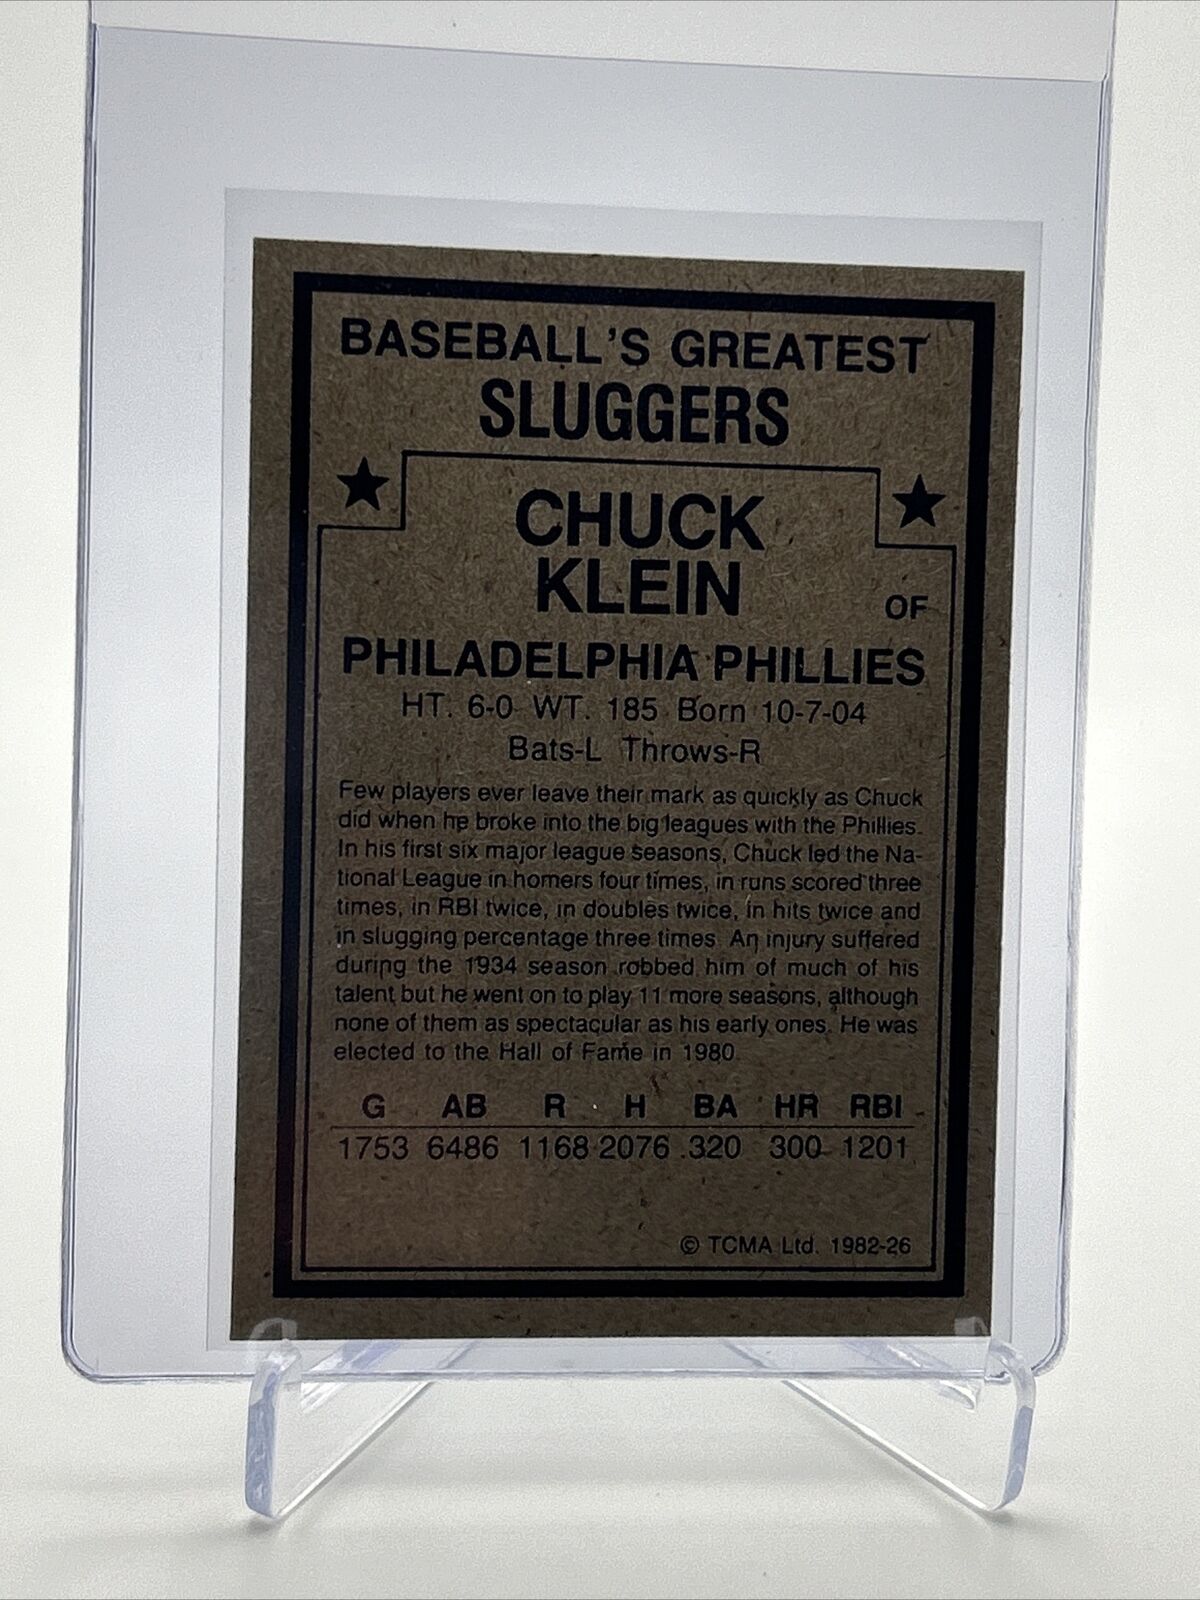 BASEBALL'S GREATEST
SLUGGERS
CHUCK
KLEIN
OF
PHILADELPHIA PHILLIES
HT. 6-0 WT. 185 Born 10-7-04
Bats-L Throws-R
Few players ever leave their mark as quickly as Chuck
did when he broke into the big leagues with the Phillies.
In his first six major league seasons, Chuck led the Na-
tional League in homers four times, in runs scored three
times, in RBI twice, in doubles twice, in hits twice and
in slugging percentage three times. An injury suffered
during the 1934 season robbed him of much of his
talent but he went on to play 11 more seasons, although
none of them as spectacular as his early ones. He was
elected to the Hall of Fame in 1980.
G AB R H BA HR RBI
1753 6486 1168 2076 .320 300 1201
© TCMA Ltd. 1982-26